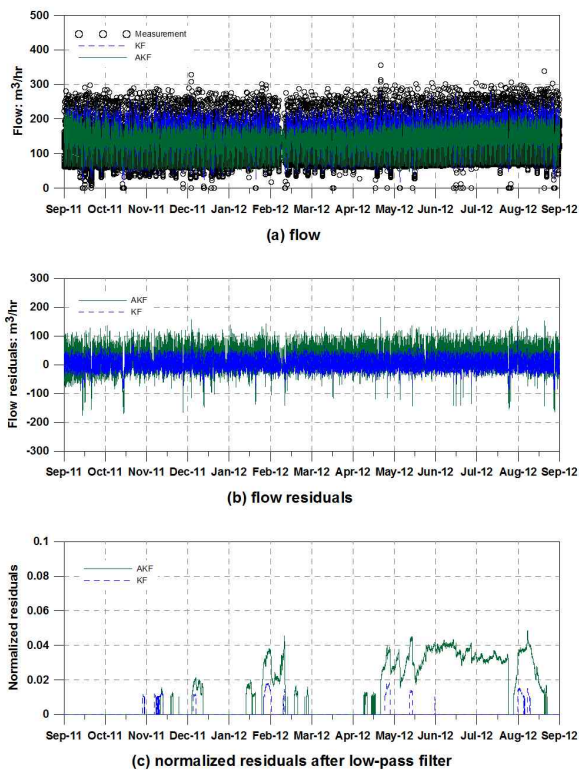 500
400
300
200
100
0
Flow: m3/hr
Measurement
KF
AKF
Sep-11 Oct-11 Nov-11 Dec-11 Jan-12 Feb-12 Mar-12 Apr-12 May-12 Jun-12 Jul-12 Aug-12 Sep-12
(a) flow
300
200
100
0
-100
-200
-300
Flow residuals: m3/hr
AKF
KF
Sep-11 Oct-11 Nov-11 Dec-11 Jan-12 Feb-12 Mar-12 Apr-12 May-12 Jun-12 Jul-12 Aug-12 Sep-12
(b) flow residuals
0.1
0.08
0.06
0.04
0.02
0
Normalized residuals
AKF
KF
Sep-11 Oct-11 Nov-11 Dec-11 Jan-12 Feb-12 Mar-12 Apr-12 May-12 Jun-12 Jul-12 Aug-12 Sep-12
(c) normalized residuals after low-pass filter